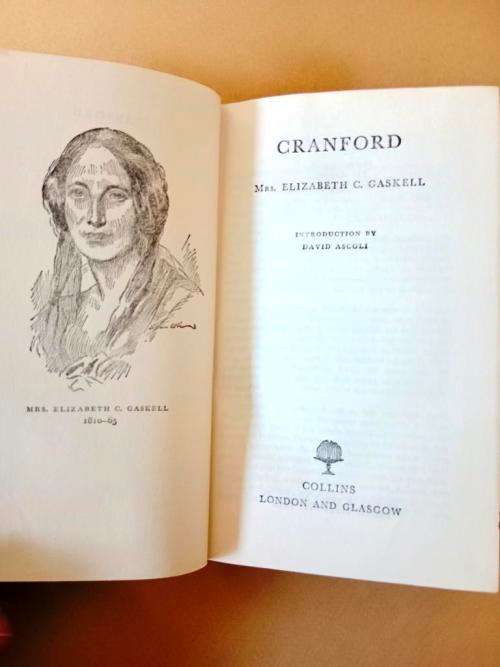 MRS. ELIZABETH C. GASKELL
1810–65
CRANFORD
MRS. ELIZABETH C. GASKELL
INTRODUCTION BY
DAVID ASCOLI
COLLINS
LONDON AND GLASGOW